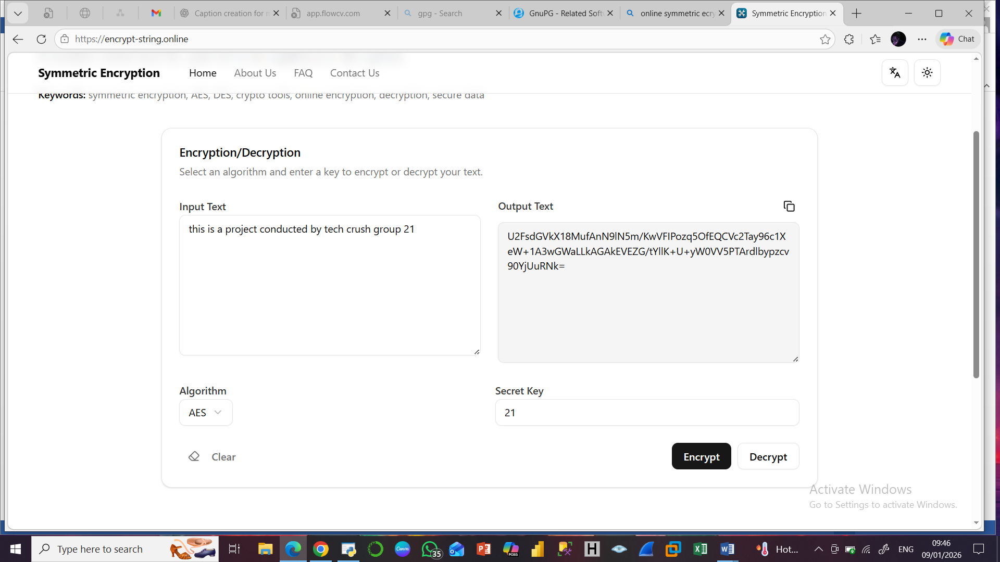 Caption creation for
app.flowcv.com
gpg - Search
GnuPG - Related Soft
online symmetric ecry
Symmetric Encryption
https://encrypt-string.online
Chat
Symmetric Encryption
Home
About Us
FAQ
Contact Us
Keywords: symmetric encryption, AES, DES, crypto tools, online encryption, decryption, secure data
Encryption/Decryption
Select an algorithm and enter a key to encrypt or decrypt your text.
Input Text
this is a project conducted by tech crush group 21
Output Text
U2FsdGVkX18MufAnN9lN5m/KwVFIPozq5OfEQCVc2Tay96c1X
eW+1A3wGWaLLkAGAkEVEZG/tYllK+U+yW0VV5PTArdlbypzcv
90YjUuRNk=
Algorithm
AES
Secret Key
21
Clear
Encrypt
Decrypt
Activate Windows
Go to Settings to activate Windows.
Type here to search
Canva
35
M365
Hot...
ENG
09:46
09/01/2026